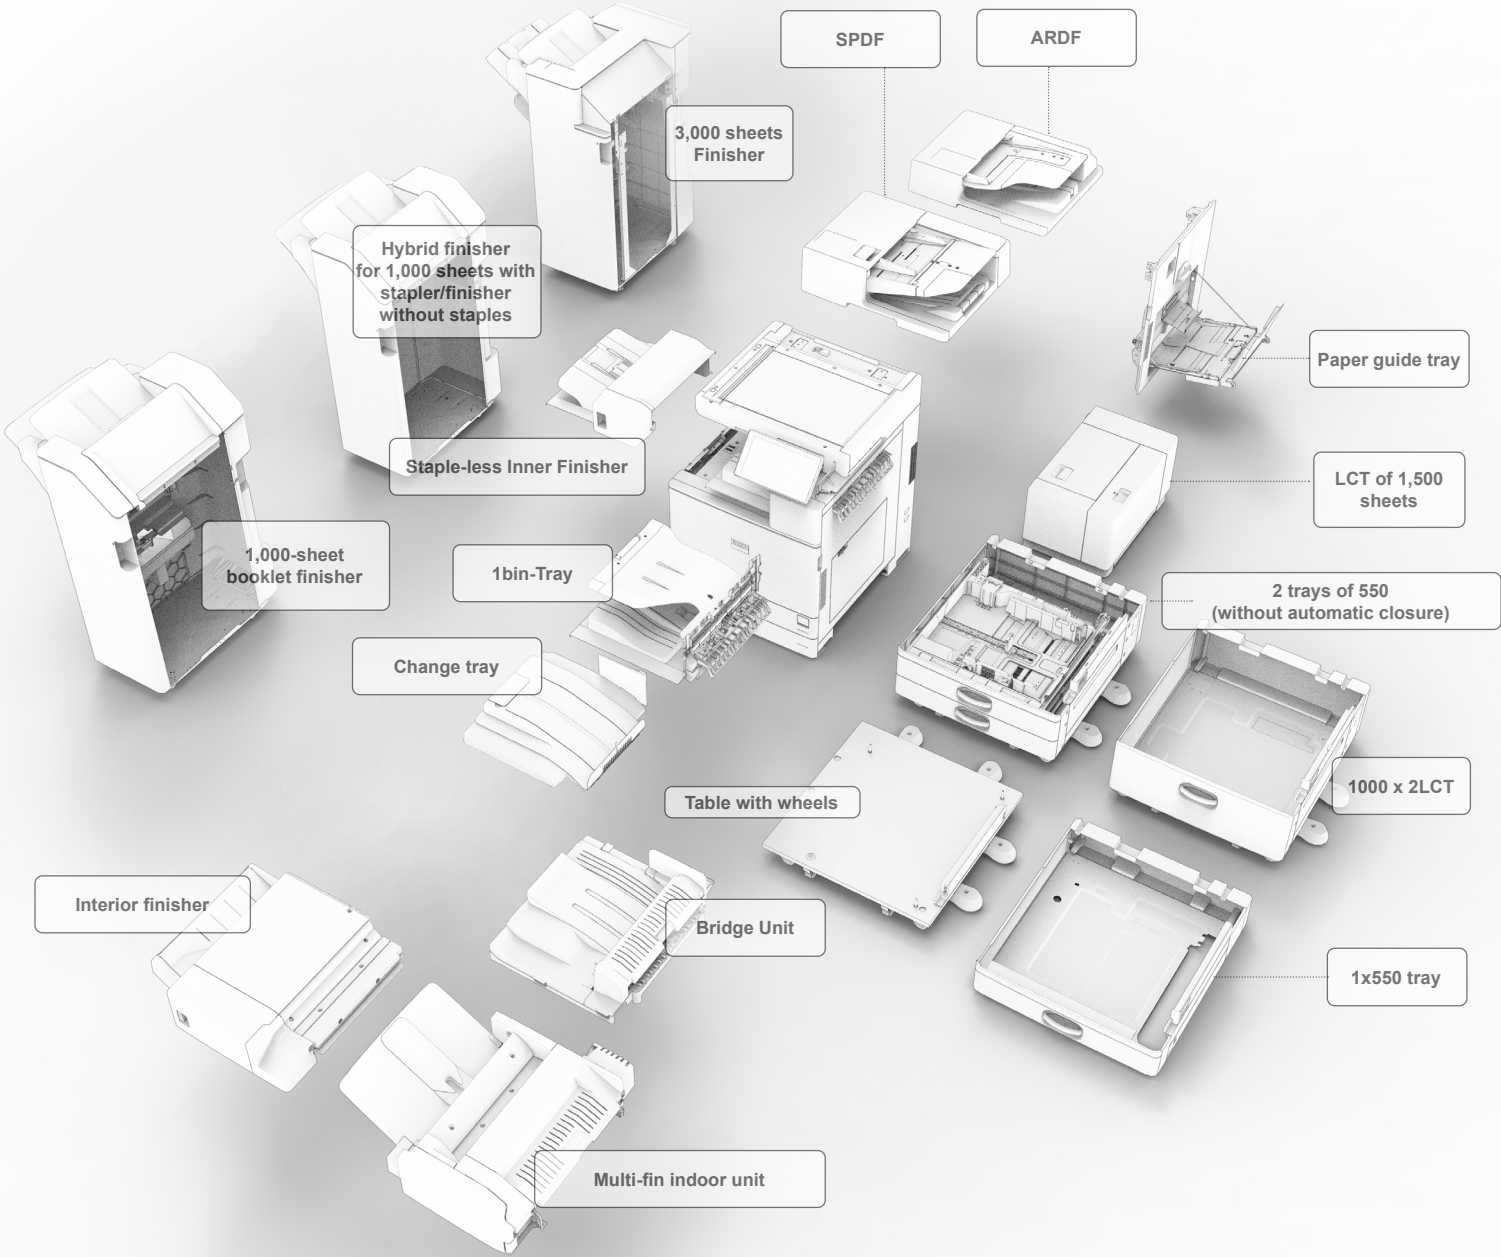 SPDF
ARDF
3,000 sheets
Finisher
Hybrid finisher
for 1,000 sheets with
stapler/finisher
without staples
Paper guide tray
Staple-less Inner Finisher
LCT of 1,500
sheets
1,000-sheet
booklet finisher
1bin-Tray
2 trays of 550
(without automatic closure)
Change tray
Table with wheels
1000 x 2LCT
Interior finisher
Bridge Unit
1x550 tray
Multi-fin indoor unit